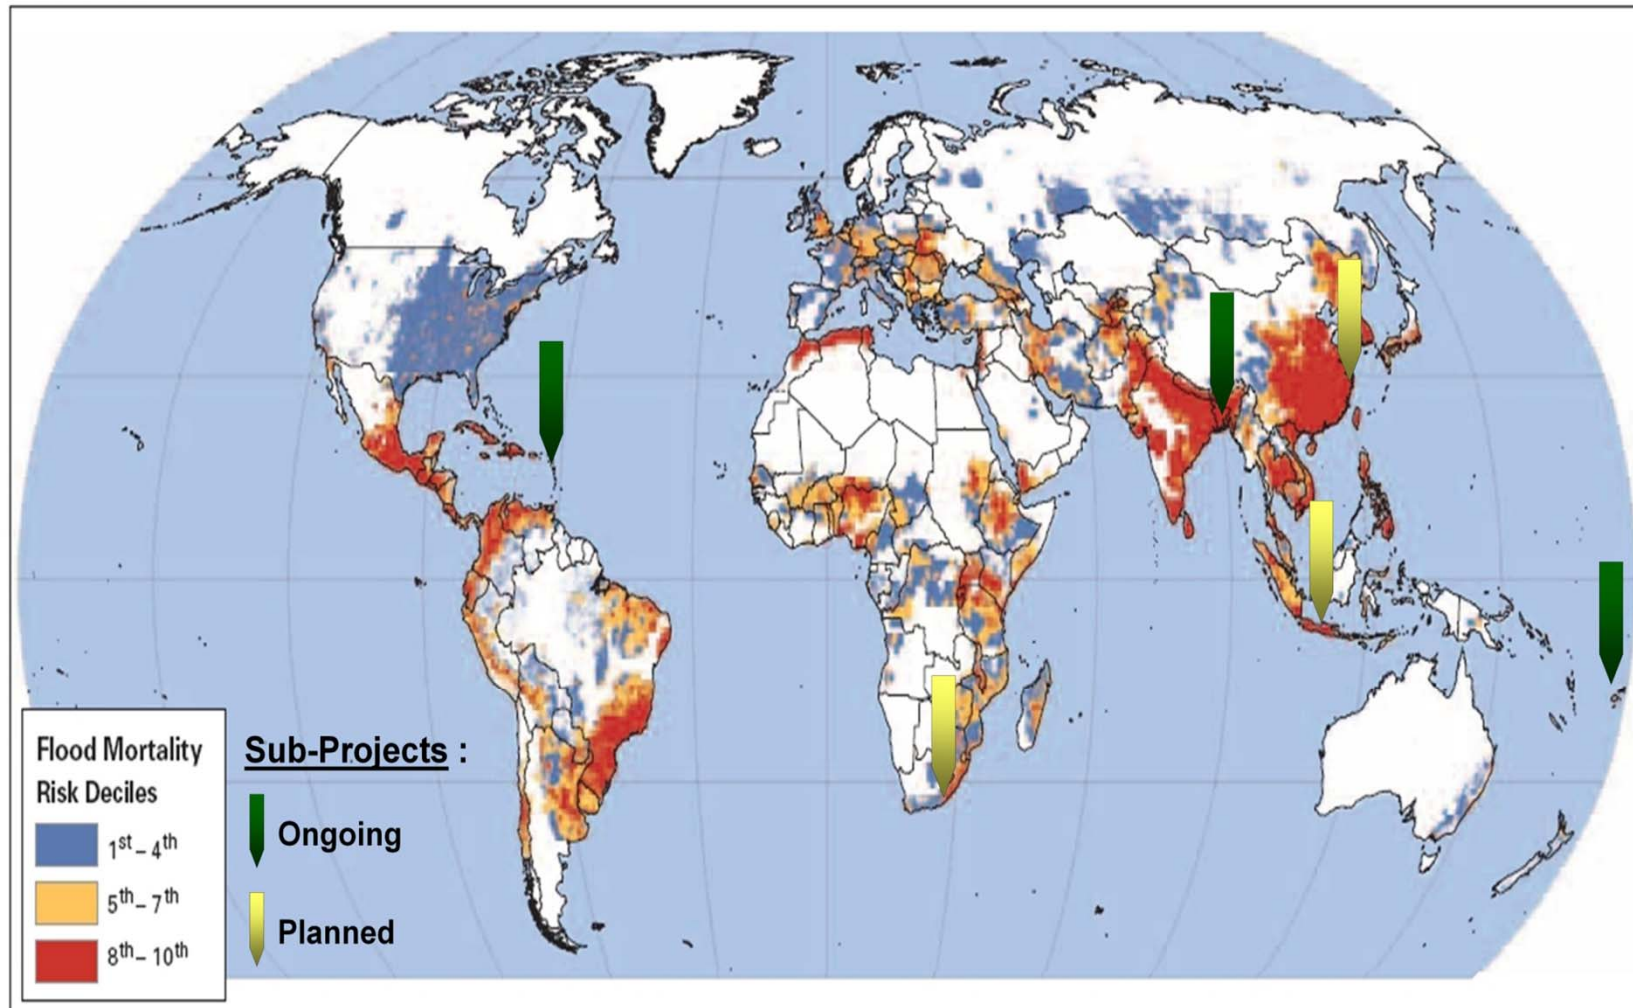 Flood Mortality
Risk Deciles
1st – 4th
5th – 7th
8th – 10th
Sub-Projects :
Ongoing
Planned